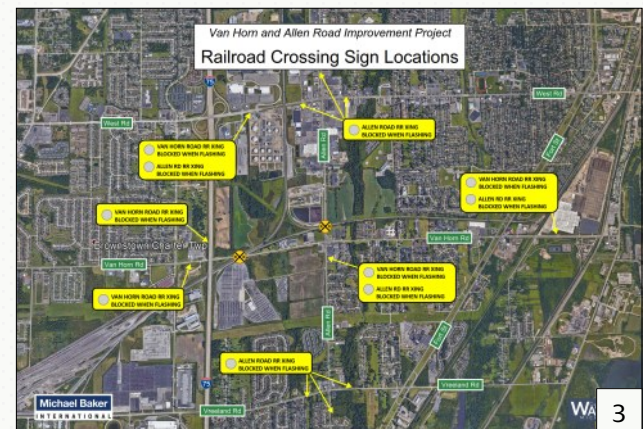 Van Horn and Allen Road Improvement Project
Railroad Crossing Sign Locations
75
West Rd
West Rd
ALLEN ROAD RR XING
BLOCKED WHEN FLASHING
Allen Rd
Fort St
VAN HORN ROAD RR XING
BLOCKED WHEN FLASHING
ALLEN RD RR XING
BLOCKED WHEN FLASHING
VAN HORN ROAD RR XING
BLOCKED WHEN FLASHING
ALLEN RD RR XING
BLOCKED WHEN FLASHING
VAN HORN ROAD RR XING
BLOCKED WHEN FLASHING
Brownstown Charter Twp
Van Horn Rd
Van Horn Rd
VAN HORN ROAD RR XING
BLOCKED WHEN FLASHING
ALLEN RD RR XING
BLOCKED WHEN FLASHING
VAN HORN ROAD RR XING
BLOCKED WHEN FLASHING
Allen Rd
Fort St
ALLEN ROAD RR XING
BLOCKED WHEN FLASHING
75
Vreeland Rd
Vreeland Rd
Michael Baker
INTERNATIONAL
WA
3